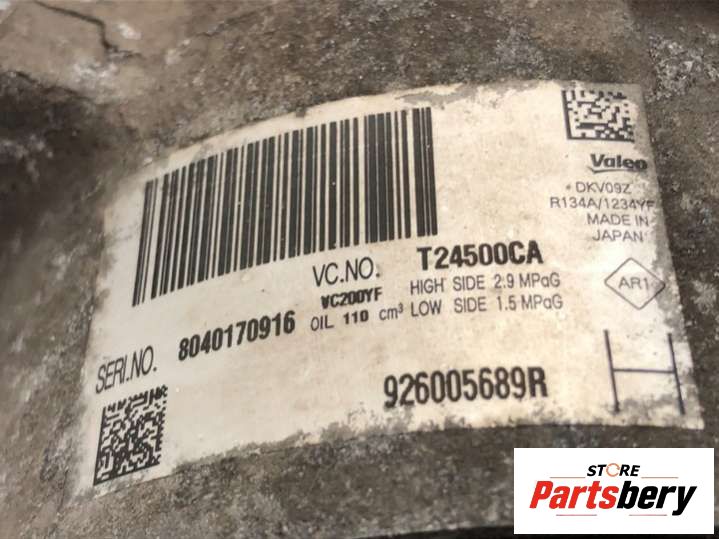 Valeo
DKV09Z
R134A/1234YF
MADE IN
JAPAN
VC.NO. T24500CA
VC200YF HIGH SIDE 2.9 MPaG
SERI.NO. 8040170916 OIL 110 cm³ LOW SIDE 1.5 MPaG
AR1
926005689R
H
STORE
Partsbery